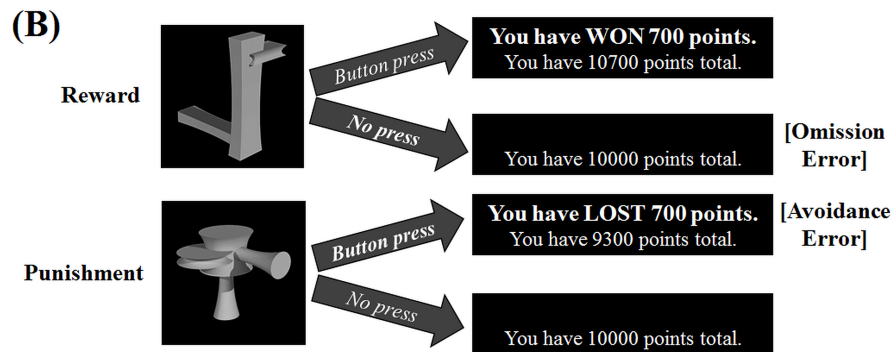 (B)
Reward
Button press
You have WON 700 points.
You have 10700 points total.
No press
You have 10000 points total.
[Omission
Error]
Punishment
Button press
You have LOST 700 points.
You have 9300 points total.
[Avoidance
Error]
No press
You have 10000 points total.